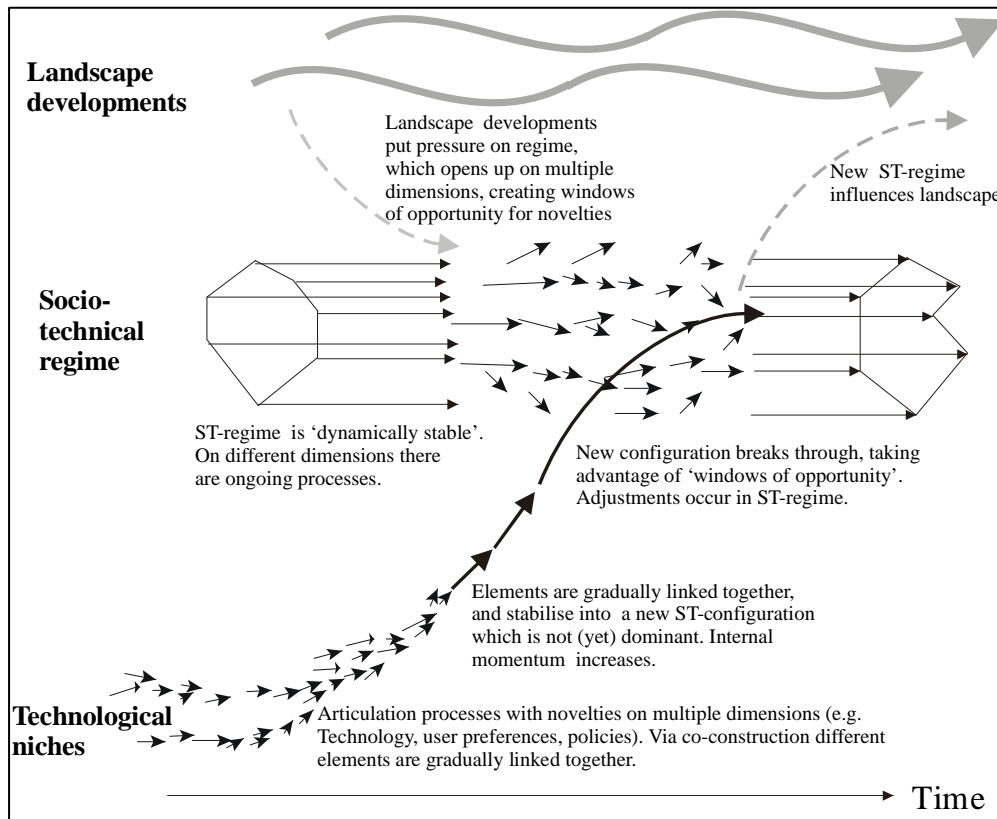 Landscape
developments
Landscape developments
put pressure on regime,
which opens up on multiple
dimensions, creating windows
of opportunity for novelties
New ST-regime
influences landscape
Socio-
technical
regime
ST-regime is ‘dynamically stable’.
On different dimensions there
are ongoing processes.
New configuration breaks through, taking
advantage of ‘windows of opportunity’.
Adjustments occur in ST-regime.
Elements are gradually linked together,
and stabilise into a new ST-configuration
which is not (yet) dominant. Internal
momentum increases.
Technological
niches
Articulation processes with novelties on multiple dimensions (e.g.
Technology, user preferences, policies). Via co-construction different
elements are gradually linked together.
Time